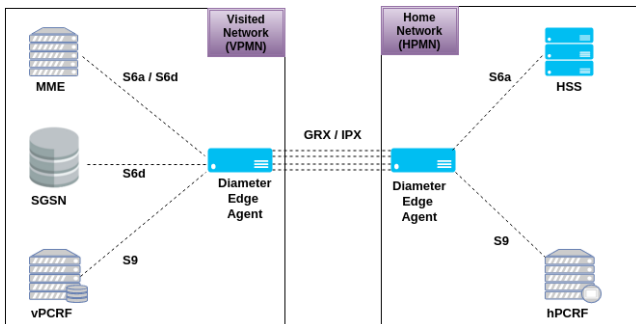 Visited
Network
(VPMN)
Home
Network
(HPMN)
MME
S6a / S6d
S6a
HSS
GRX / IPX
SGSN
S6d
Diameter
Edge
Agent
Diameter
Edge
Agent
S9
S9
vPCRF
hPCRF